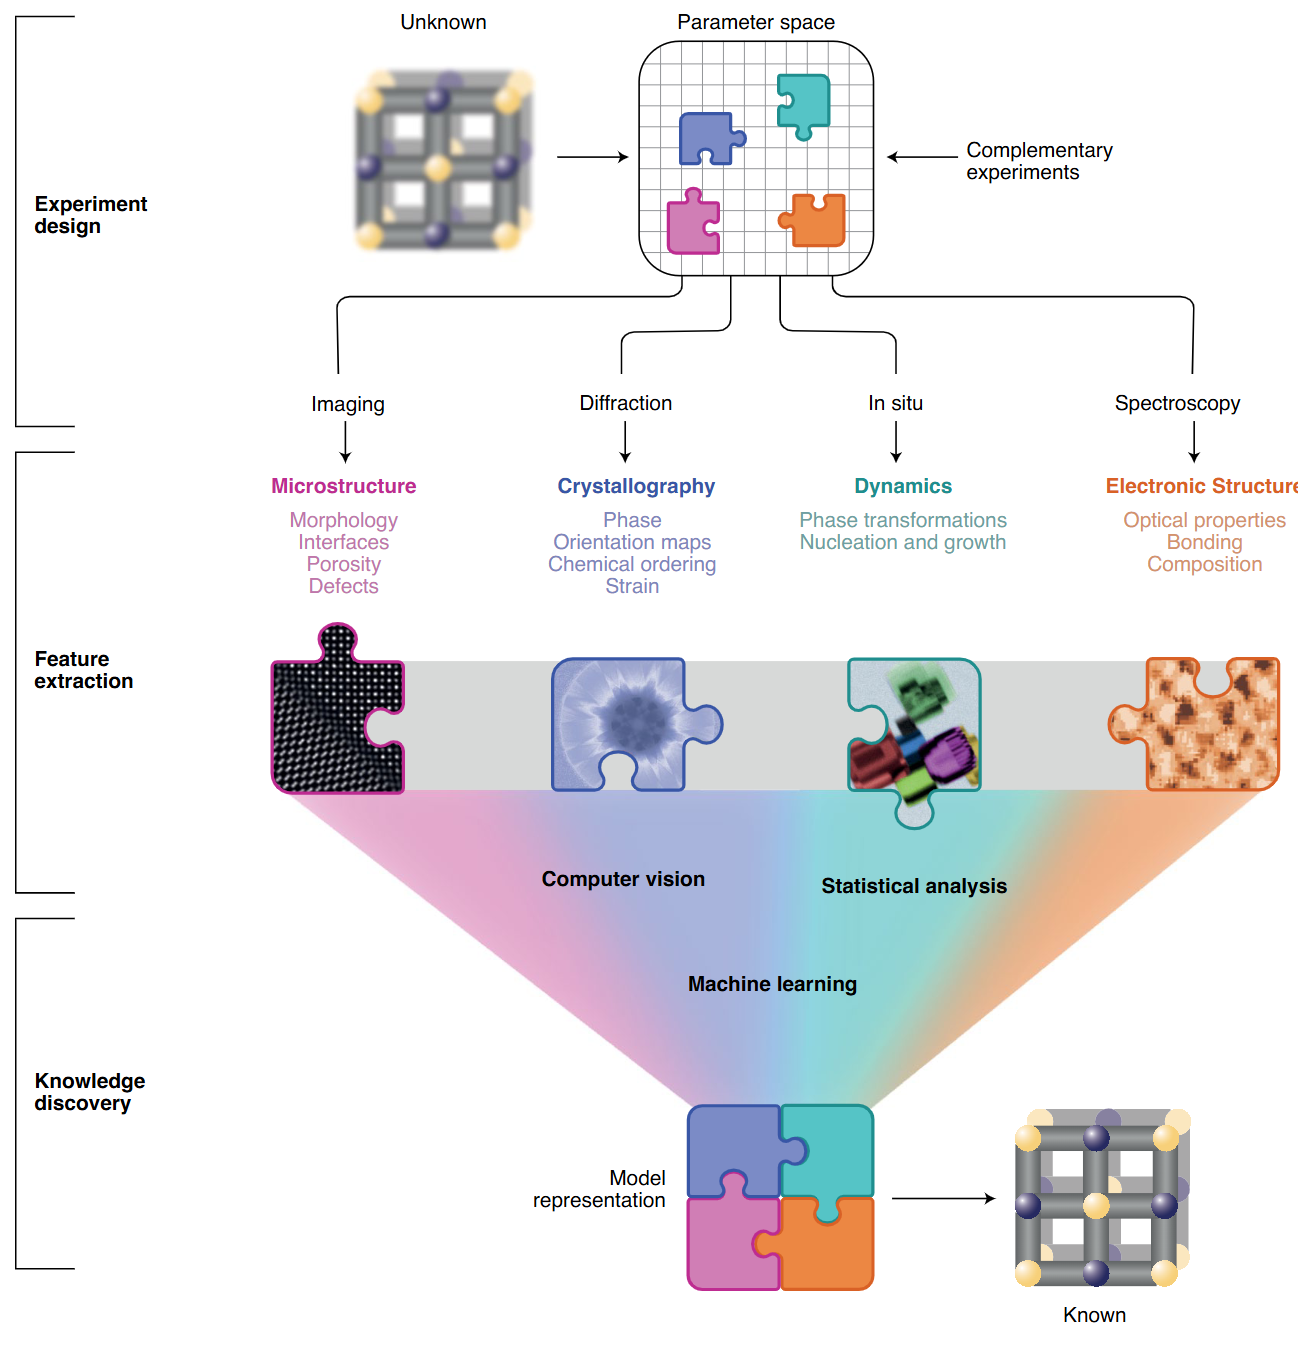 Unknown
Parameter space
Complementary
experiments
Experiment
design
Imaging
Diffraction
In situ
Spectroscopy
Microstructure
Morphology
Interfaces
Porosity
Defects
Crystallography
Phase
Orientation maps
Chemical ordering
Strain
Dynamics
Phase transformations
Nucleation and growth
Electronic Structure
Optical properties
Bonding
Composition
Feature
extraction
Computer vision
Statistical analysis
Machine learning
Knowledge
discovery
Model
representation
Known